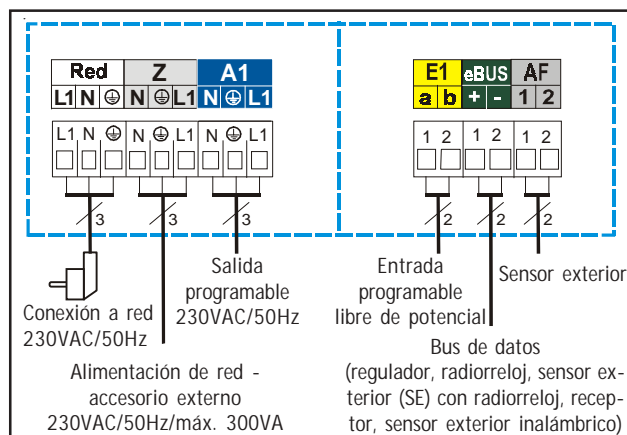 Red Z A1
L1 N N L1 N L1
L1 N N L1 N L1
3 3 3
E1 eBUS AF
a b + - 1 2
1 2 1 2 1 2
2 2 2
Conexión a red
230VAC/50Hz
Salida
programable
230VAC/50Hz
Alimentación de red -
accesorio externo
230VAC/50Hz/máx. 300VA
Entrada
programable
libre de potencial
Sensor exterior
Bus de datos
(regulador, radiorreloj, sensor ex-
terior (SE) con radiorreloj, recep-
tor, sensor exterior inalámbrico)